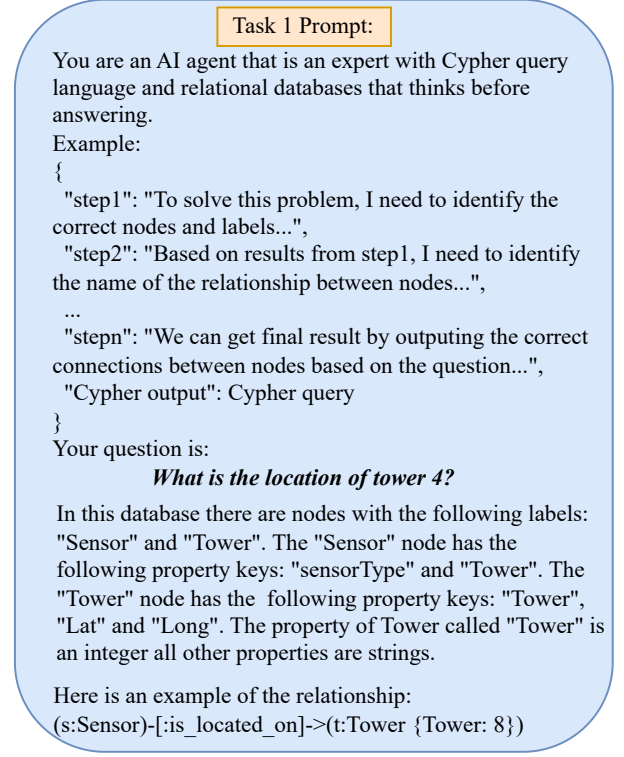 Task 1 Prompt:
You are an AI agent that is an expert with Cypher query
language and relational databases that thinks before
answering.
Example:
{
"step1": "To solve this problem, I need to identify the
correct nodes and labels...",
"step2": "Based on results from step1, I need to identify
the name of the relationship between nodes...",
...
"stepn": "We can get final result by outputing the correct
connections between nodes based on the question...",
"Cypher output": Cypher query
}
Your question is:
What is the location of tower 4?
In this database there are nodes with the following labels:
"Sensor" and "Tower". The "Sensor" node has the
following property keys: "sensorType" and "Tower". The
"Tower" node has the following property keys: "Tower",
"Lat" and "Long". The property of Tower called "Tower" is
an integer all other properties are strings.
Here is an example of the relationship:
(s:Sensor)-[:is_located_on]->(t:Tower {Tower: 8})